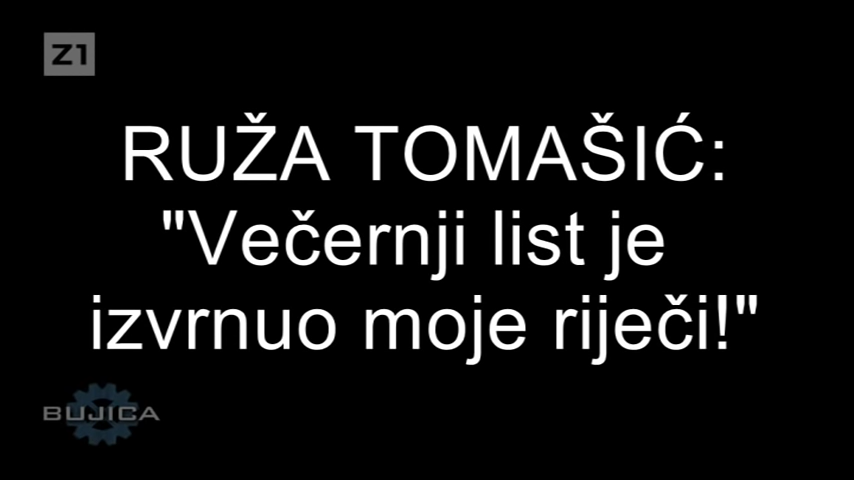 Z1
RUŽA TOMAŠIĆ:
"Večernji list je
izvrnuo moje riječi!"
BUJICA